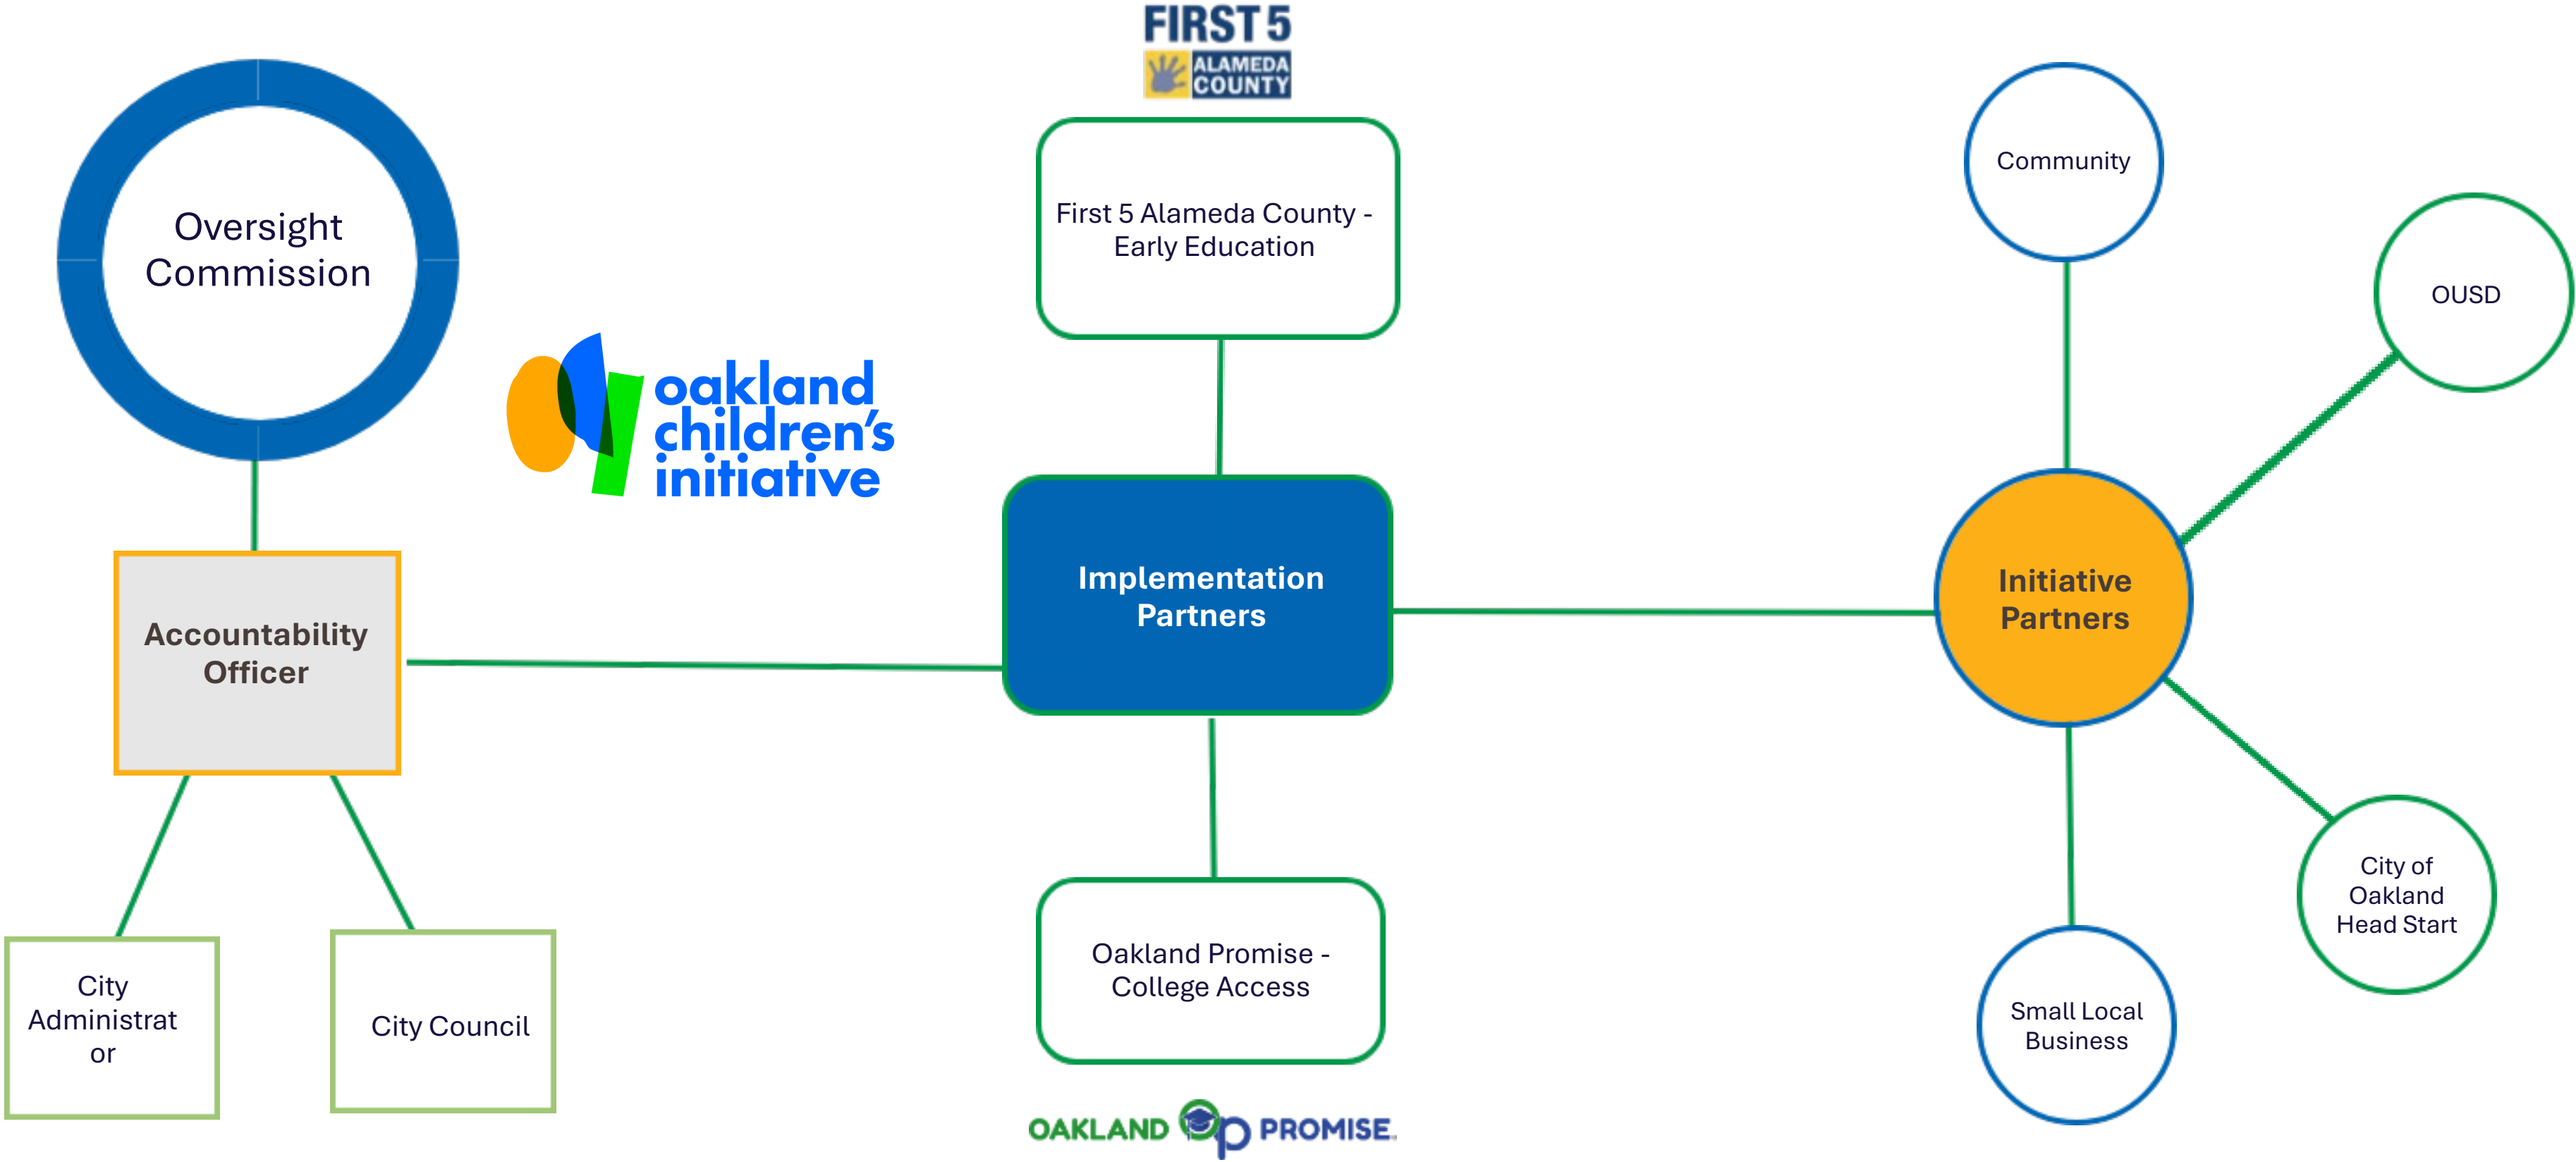 FIRST 5
ALAMEDA
COUNTY
Oversight
Commission
oakland
children's
initiative
Accountability
Officer
City
Administrat
or
City Council
First 5 Alameda County -
Early Education
Implementation
Partners
Oakland Promise -
College Access
OAKLAND Op PROMISE
Community
OUSD
Initiative
Partners
City of
Oakland
Head Start
Small Local
Business